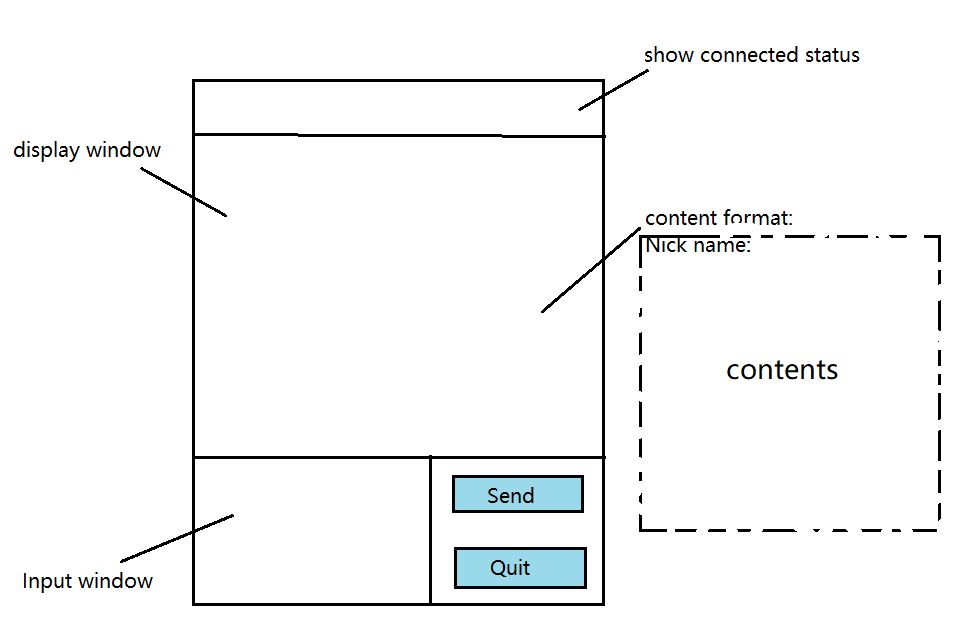 show connected status
display window
content format:
Nick name:
contents
Send
Quit
Input window